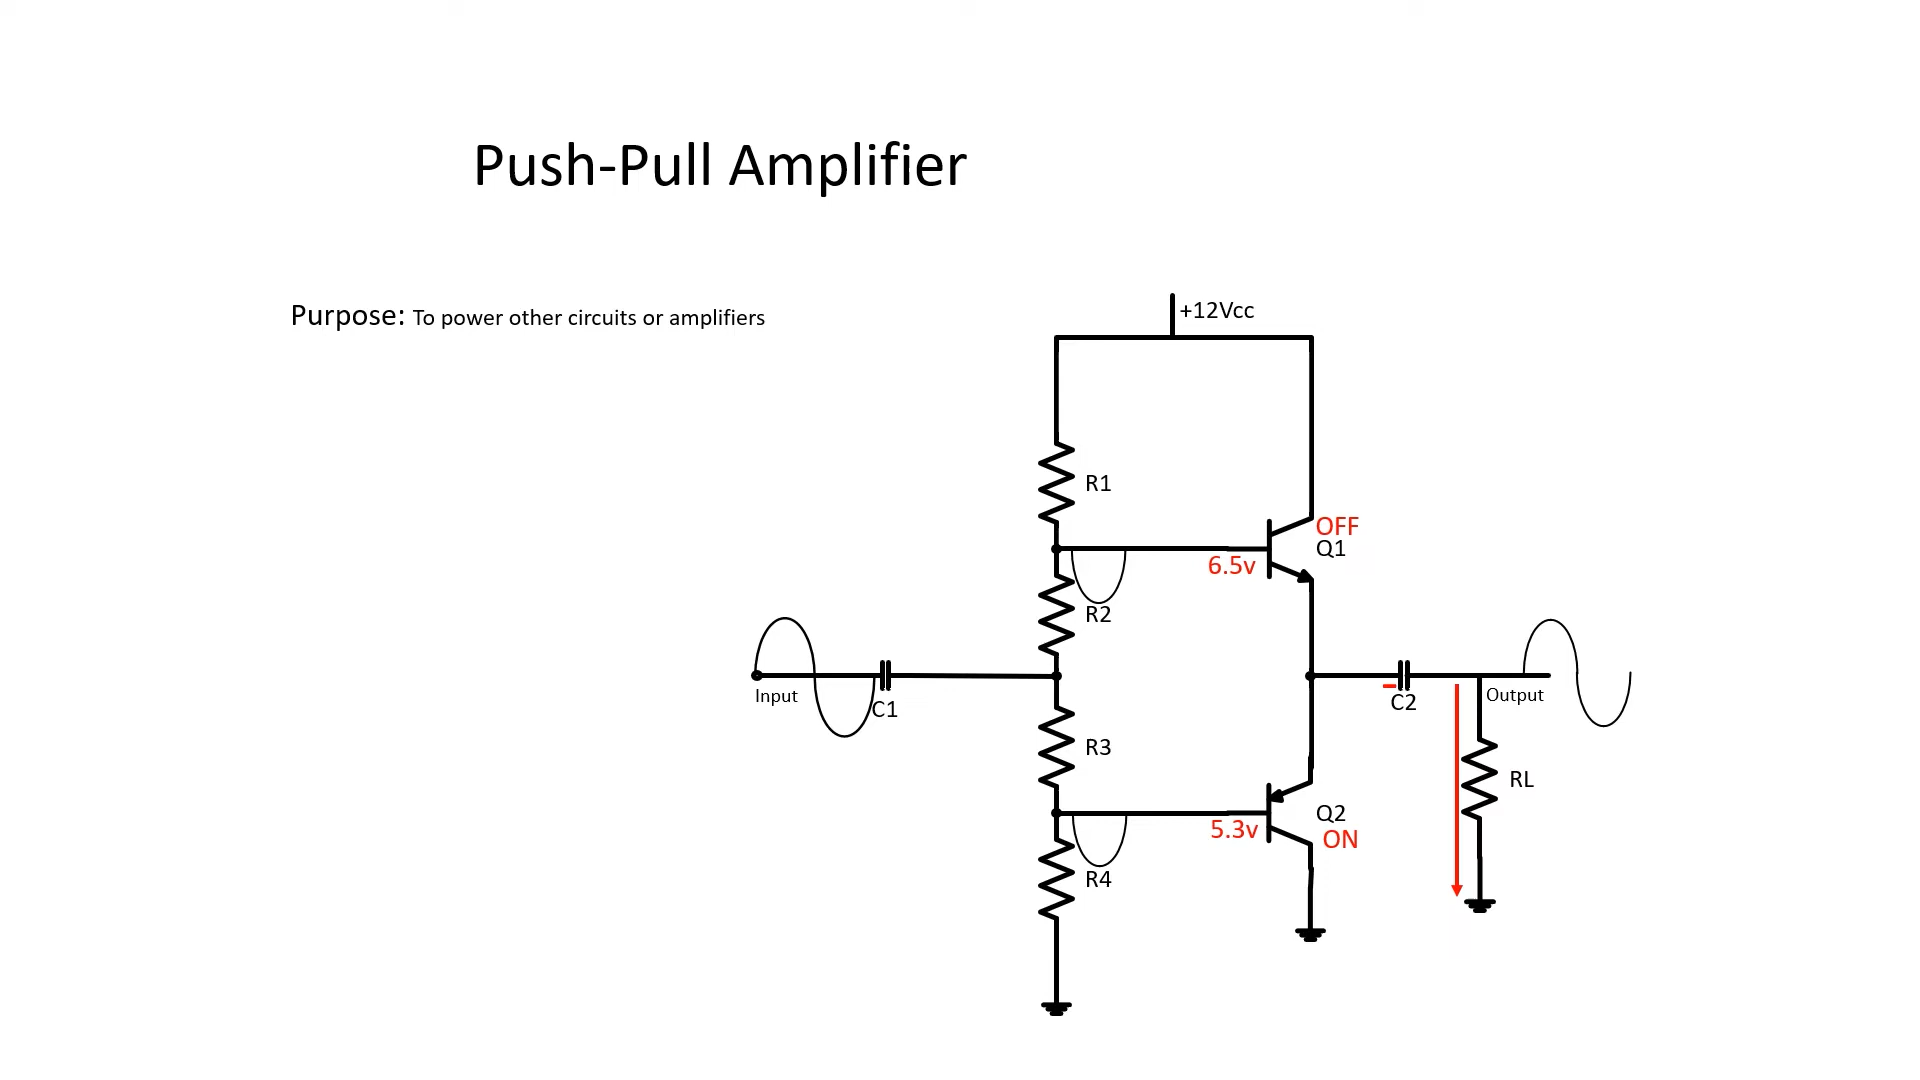 Push-Pull Amplifier
Purpose: To power other circuits or amplifiers
+12Vcc
R1
OFF
Q1
6.5v
R2
Input
C1
C2
Output
R3
RL
Q2
5.3v
ON
R4